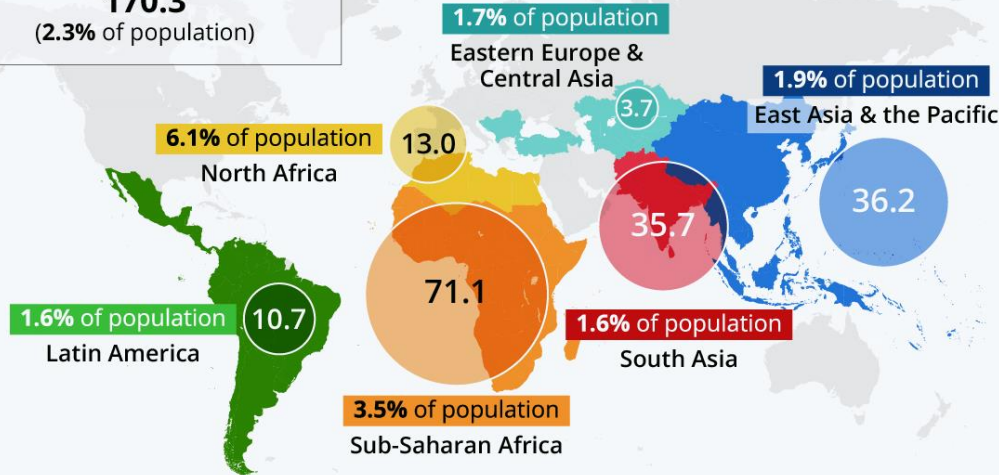 170.3
(2.3% of population)
1.7% of population
Eastern Europe &
Central Asia
3.7
1.9% of population
East Asia & the Pacific
36.2
6.1% of population
North Africa
13.0
35.7
71.1
1.6% of population
Latin America
10.7
1.6% of population
South Asia
3.5% of population
Sub-Saharan Africa